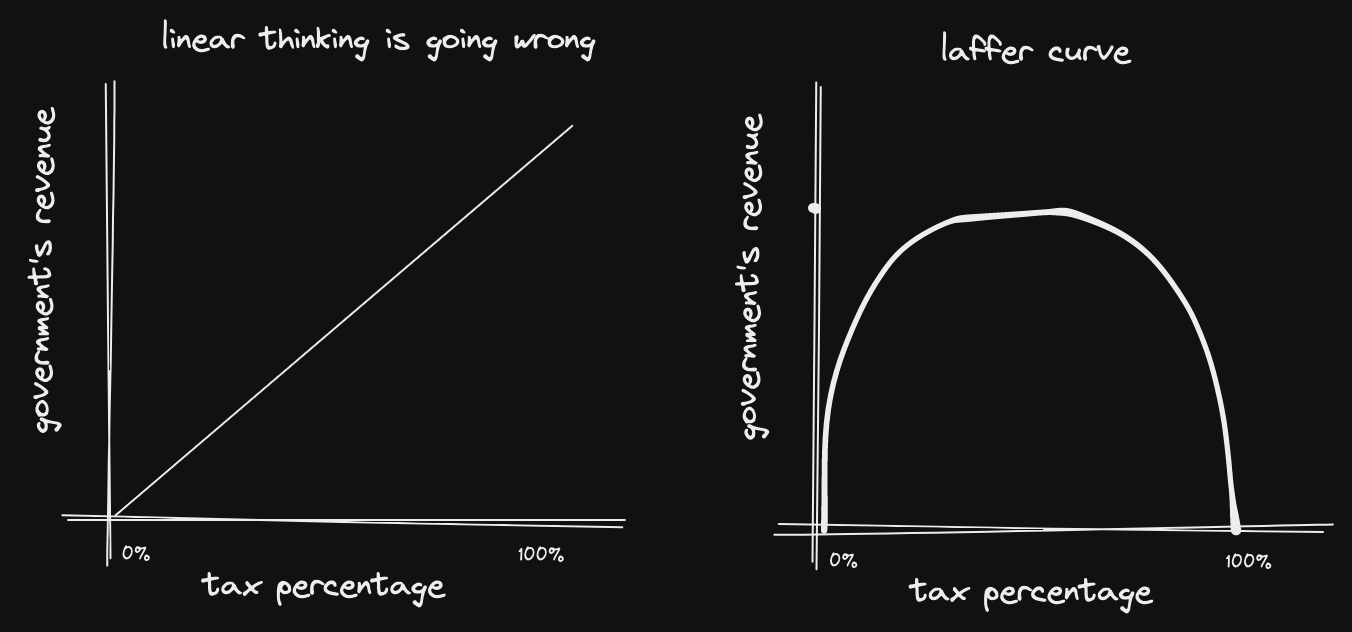 linear thinking is going wrong
government's revenue
0%
100%
tax percentage
laffer curve
government's revenue
0%
100%
tax percentage